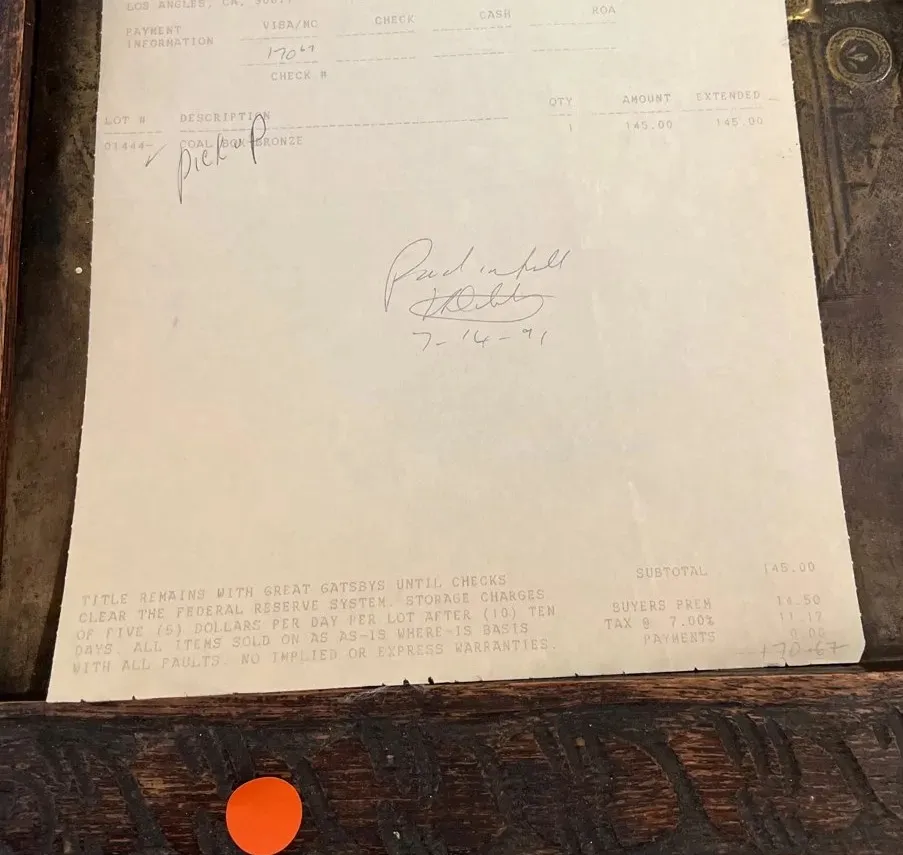 LOS ANGLES, CA.
PAYMENT INFORMATION VISA/MC CHECK CASH ROA
170 67
CHECK #
LOT # DESCRIPTION QTY AMOUNT EXTENDED
01444- COAL BOX-BRONZE 1 145.00 145.00
pick up
Paid in full
7-14-91
TITLE REMAINS WITH GREAT GATSBYS UNTIL CHECKS
CLEAR THE FEDERAL RESERVE SYSTEM. STORAGE CHARGES
OF FIVE (5) DOLLARS PER DAY PER LOT AFTER (10) TEN
DAYS. ALL ITEMS SOLD ON AS AS-IS WHERE-IS BASIS
WITH ALL FAULTS. NO IMPLIED OR EXPRESS WARRANTIES.
SUBTOTAL 145.00
BUYERS PREM 14.50
TAX @ 7.00% 11.17
PAYMENTS 0.00
170.67